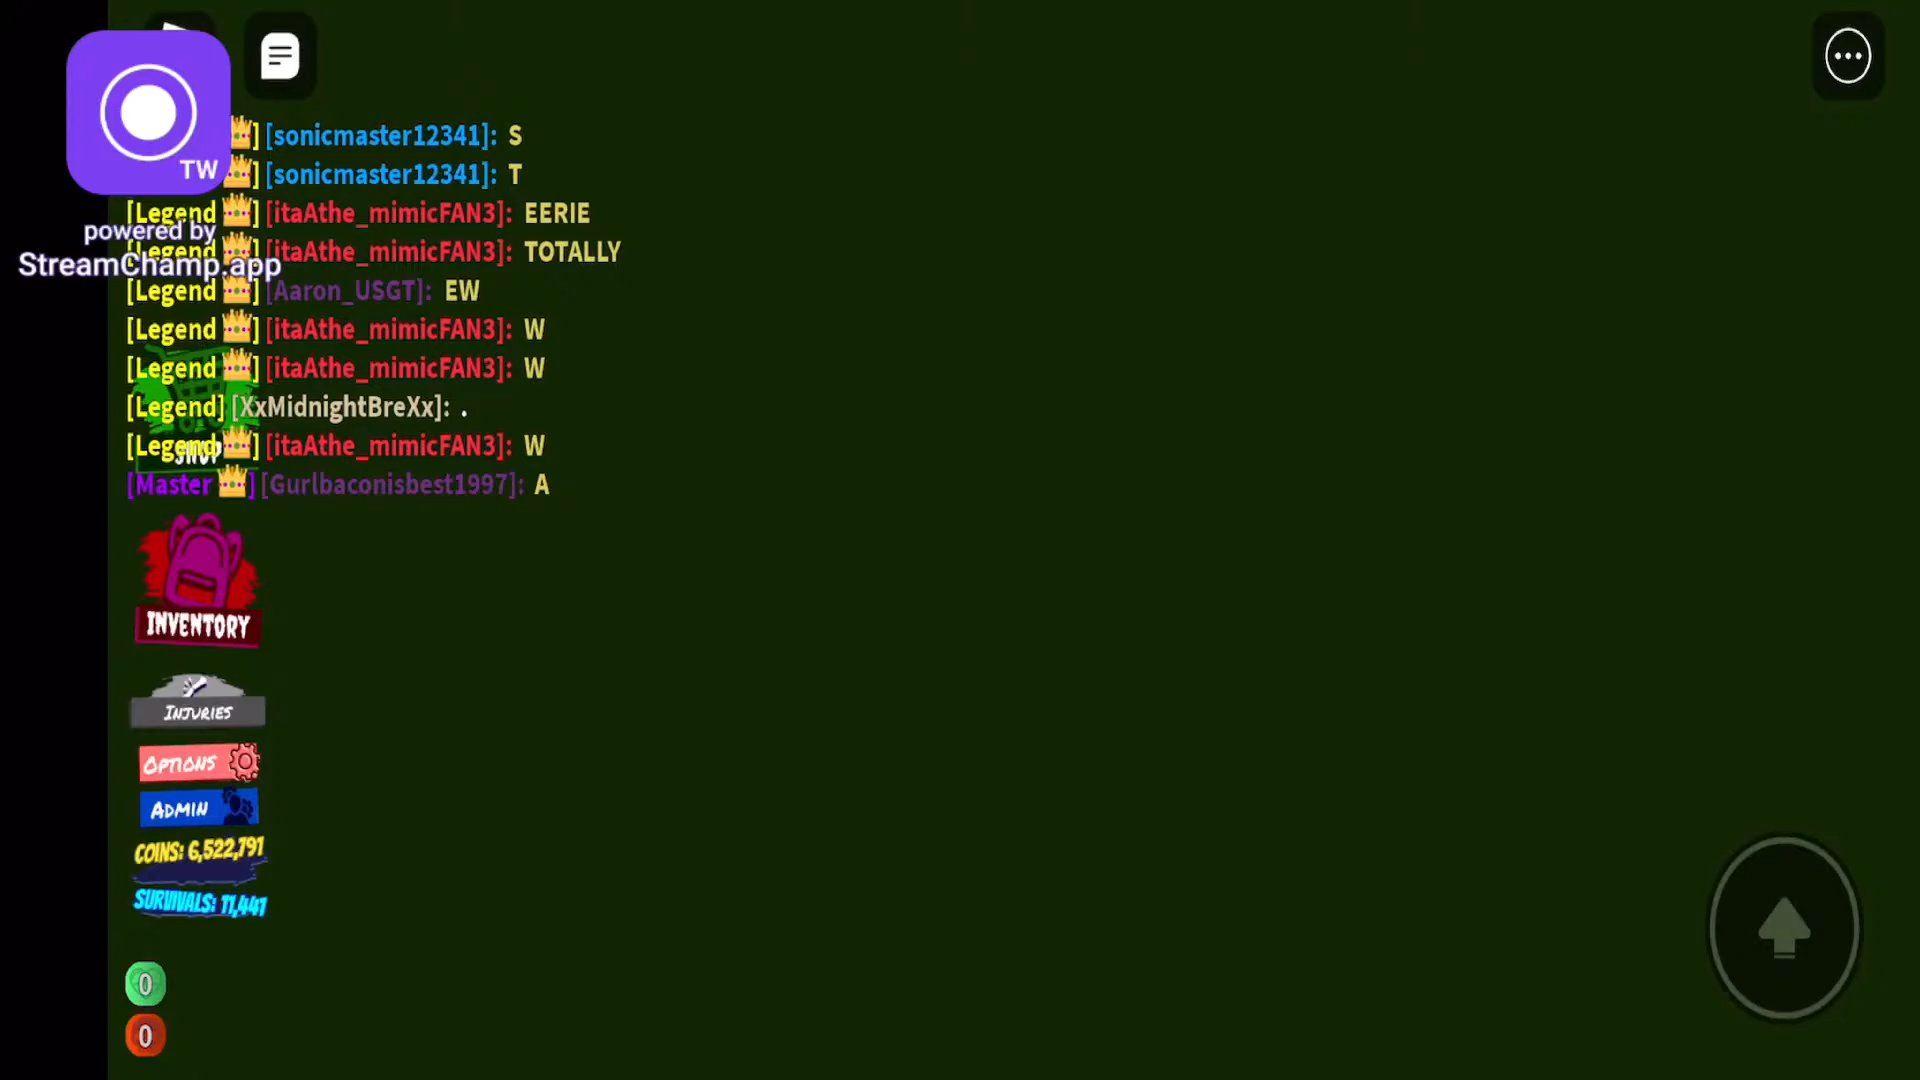 TW
powered by
StreamChamp.app
] [sonicmaster12341]: S
] [sonicmaster12341]: T
[Legend ] [itaAthe_mimicFAN3]: EERIE
[Legend ] [itaAthe_mimicFAN3]: TOTALLY
[Legend ] [Aaron_USGT]: EW
[Legend ] [itaAthe_mimicFAN3]: W
[Legend ] [itaAthe_mimicFAN3]: W
[Legend] [XxMidnightBreXx]: .
[Legend ] [itaAthe_mimicFAN3]: W
SHOP
[Master ] [Gurlbaconisbest1997]: A
INVENTORY
INJURIES
OPTIONS
ADMIN
COINS: 6,522,791
SURVIVALS: 11,441
0
0